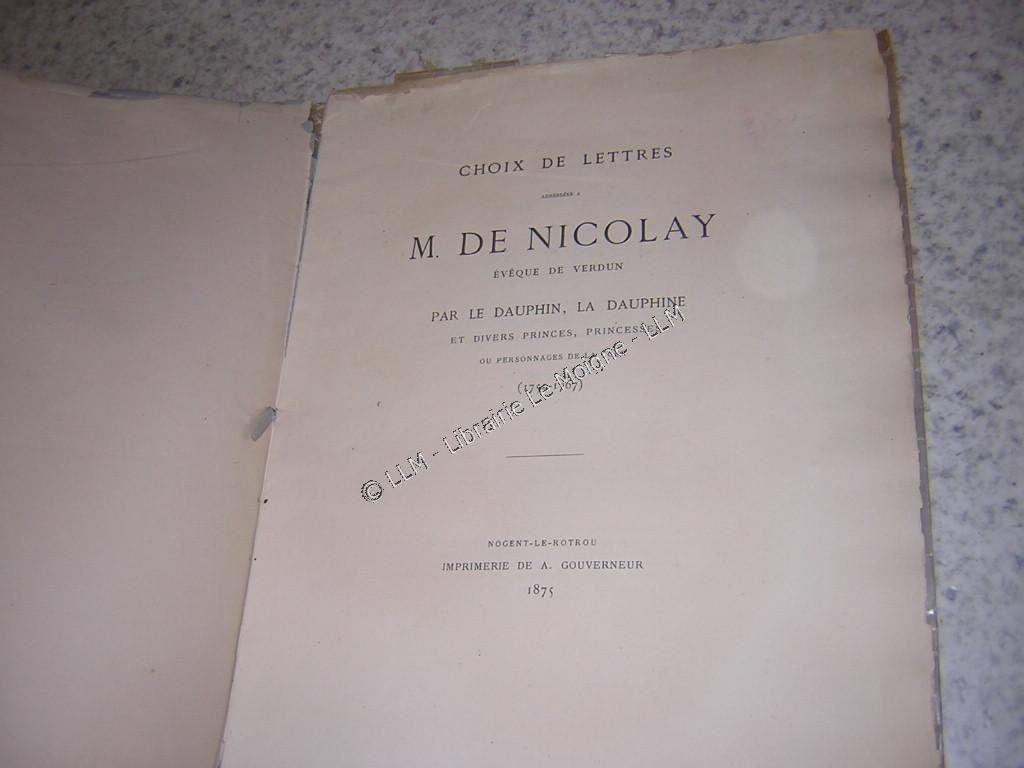 CHOIX DE LETTRES
ADRESSÉES A
M. DE NICOLAY
ÉVÊQUE DE VERDUN
PAR LE DAUPHIN, LA DAUPHINE
ET DIVERS PRINCES, PRINCESSES
OU PERSONNAGES DE LA
© LLM - Librairie Le Moigne - LLM
NOGENT-LE-ROTROU
IMPRIMERIE DE A. GOUVERNEUR
1875